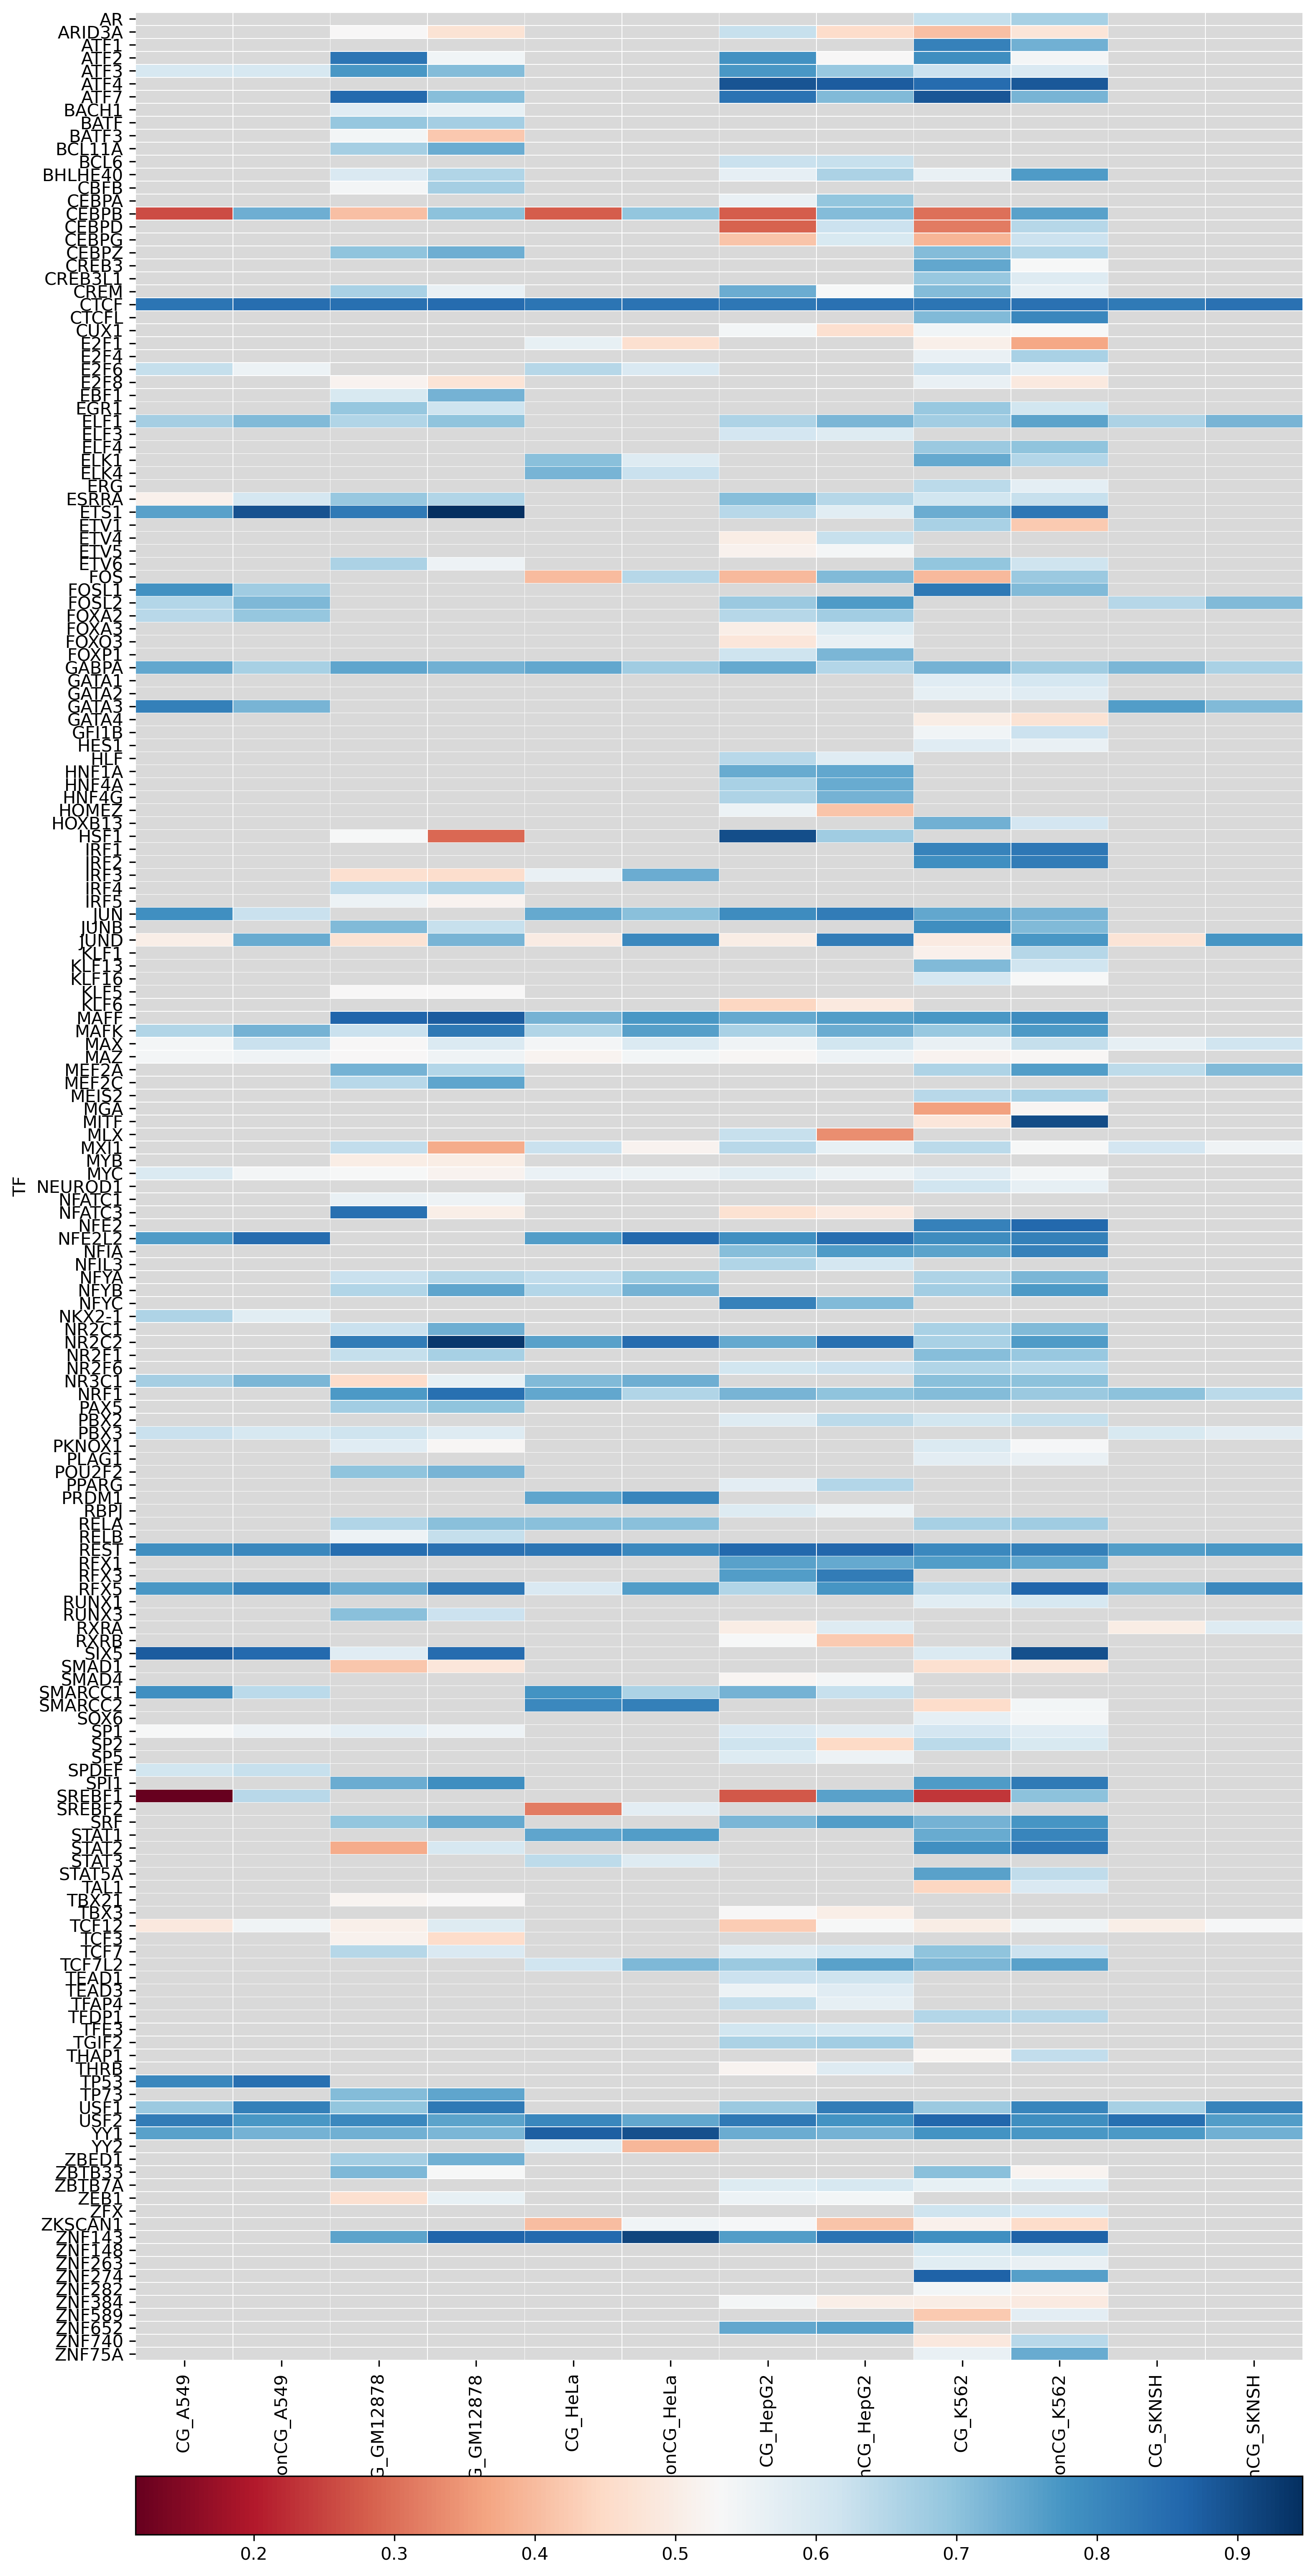 AR
ARID3A
ATF1
ATF2
ATF3
ATF4
ATF7
BACH1
BATF
BATF3
BCL11A
BCL6
BHLHE40
CBFB
CEBPA
CEBPB
CEBPD
CEBPG
CEBPZ
CREB3
CREB3L1
CREM
CTCF
CTCFL
CUX1
E2F1
E2F4
E2F6
E2F8
EBF1
EGR1
ELF1
ELF3
ELF4
ELK1
ELK4
ERG
ESRRA
ETS1
ETV1
ETV4
ETV5
ETV6
FOS
FOSL1
FOSL2
FOXA2
FOXA3
FOXO3
FOXP1
GABPA
GATA1
GATA2
GATA3
GATA4
GFI1B
HES1
HLF
HNF1A
HNF4A
HNF4G
HOMEZ
HOXB13
HSF1
IRF1
IRF2
IRF3
IRF4
IRF5
JUN
JUNB
JUND
KLF1
KLF13
KLF16
KLF5
KLF6
MAFF
MAFK
MAX
MAZ
MEF2A
MEF2C
MEIS2
MGA
MITF
MLX
MXI1
MYB
MYC
NEUROD1
NFATC1
NFATC3
NFE2
NFE2L2
NFIA
NFIL3
NFYA
NFYB
NFYC
NKX2-1
NR2C1
NR2C2
NR2F1
NR2F6
NR3C1
NRF1
PAX5
PBX2
PBX3
PKNOX1
PLAG1
POU2F2
PPARG
PRDM1
RBPJ
RELA
RELB
REST
RFX1
RFX3
RFX5
RUNX1
RUNX3
RXRA
RXRB
SIX5
SMAD1
SMAD4
SMARCC1
SMARCC2
SOX6
SP1
SP2
SP5
SPDEF
SPI1
SREBF1
SREBF2
SRF
STAT1
STAT2
STAT3
STAT5A
TAL1
TBX21
TBX3
TCF12
TCF3
TCF7
TCF7L2
TEAD1
TEAD3
TFAP4
TFDP1
TFE3
TGIF2
THAP1
THRB
TP53
TP73
USF1
USF2
YY1
YY2
ZBED1
ZBTB33
ZBTB7A
ZEB1
ZFX
ZKSCAN1
ZNF143
ZNF148
ZNF263
ZNF274
ZNF282
ZNF384
ZNF589
ZNF652
ZNF740
ZNF75A
TF
CG_A549
onCG_A549
G_GM12878
G_GM12878
CG_HeLa
onCG_HeLa
CG_HepG2
nCG_HepG2
CG_K562
onCG_K562
CG_SKNSH
nCG_SKNSH
0.2
0.3
0.4
0.5
0.6
0.7
0.8
0.9